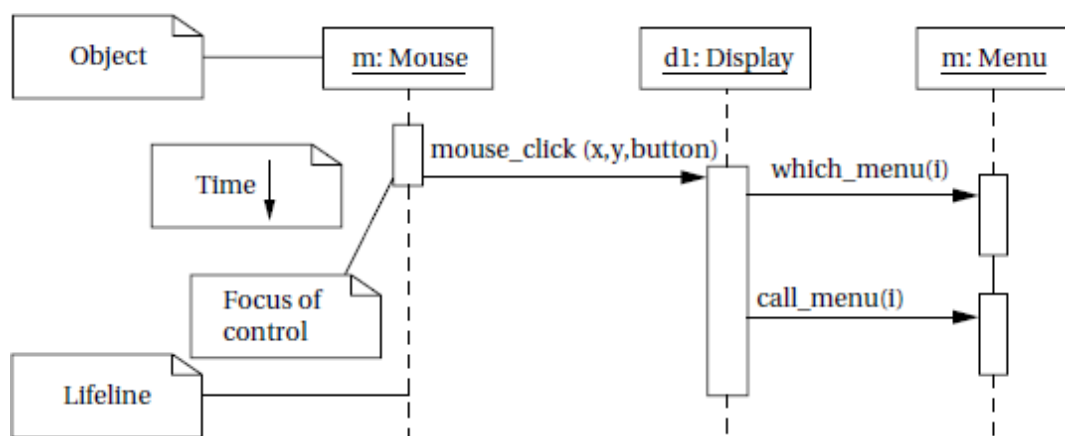 Object
m: Mouse
d1: Display
m: Menu
mouse_click (x,y,button)
which_menu(i)
Time
Focus of
control
call_menu(i)
Lifeline